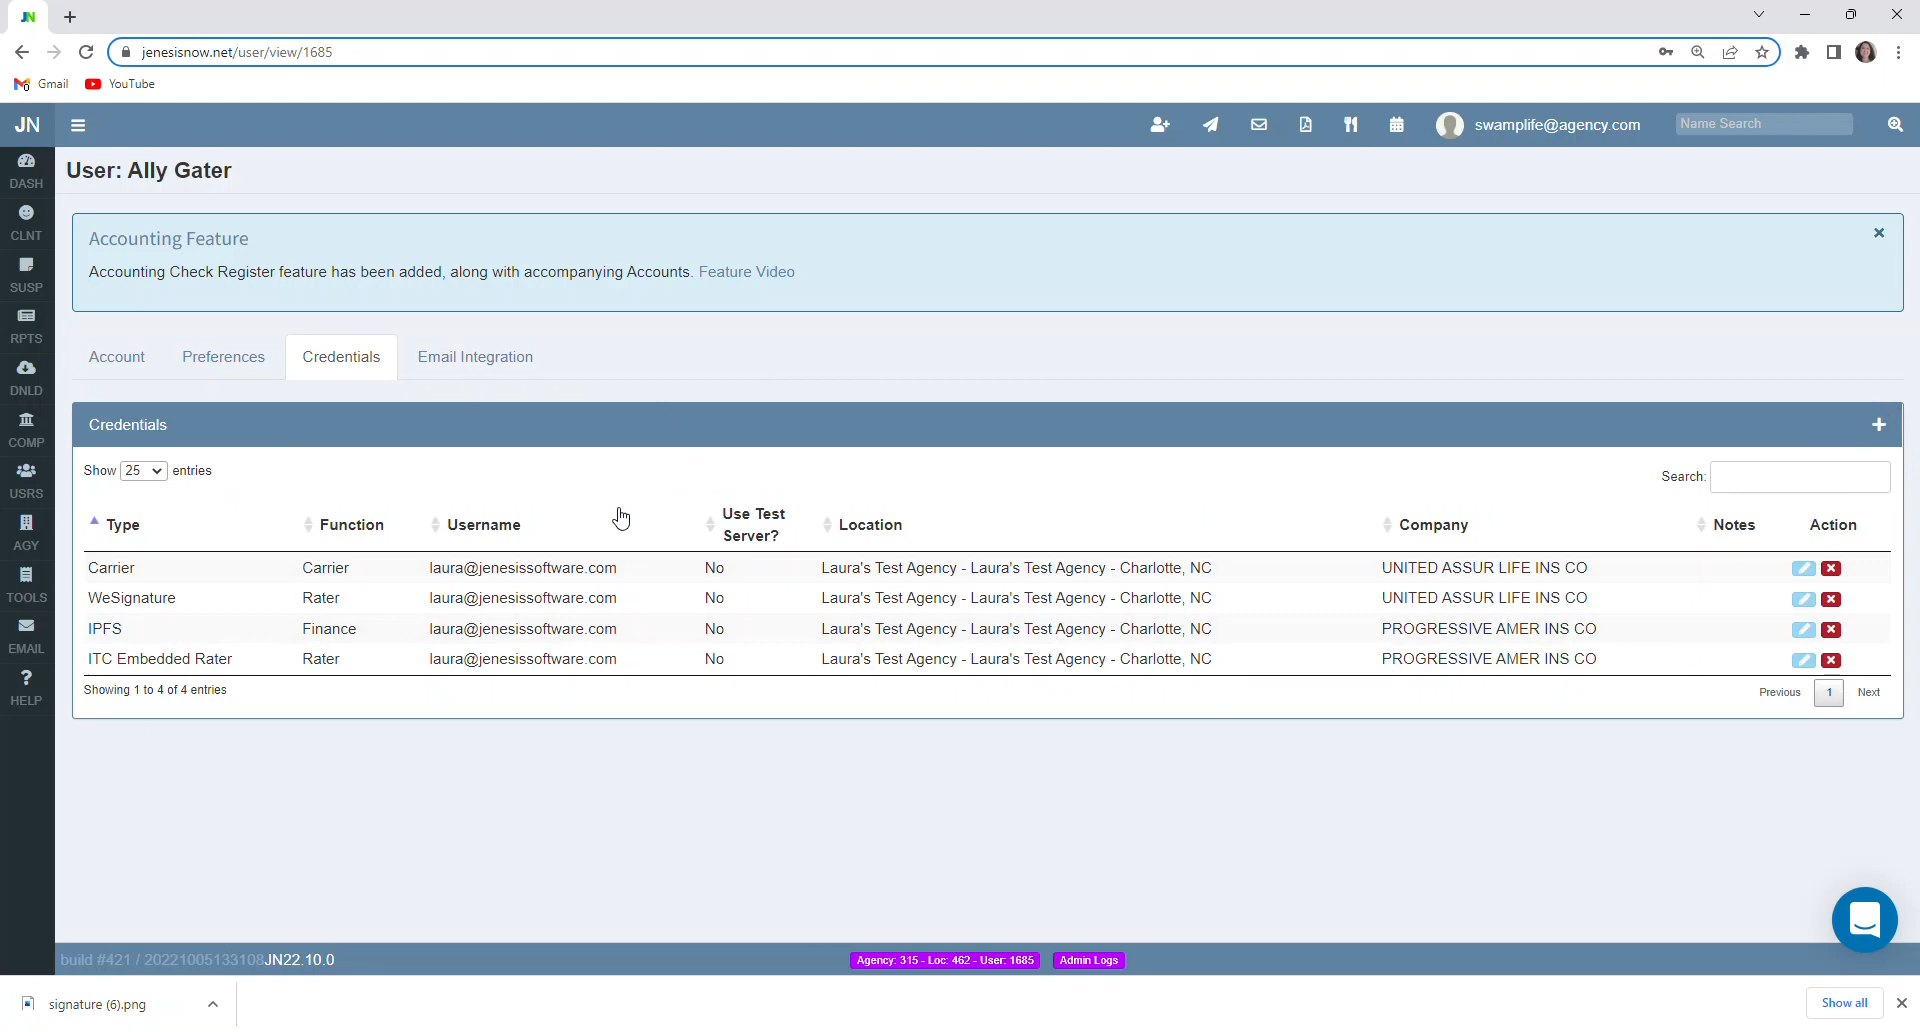 JN
jenesisnow.net/user/view/1685
Gmail YouTube
JN swamplife@agency.com Name Search
DASH
CLNT
SUSP
RPTS
DNLD
COMP
USRS
AGY
TOOLS
EMAIL
? HELP
User: Ally Gater
Accounting Feature
Accounting Check Register feature has been added, along with accompanying Accounts. Feature Video
Account Preferences Credentials Email Integration
Credentials
Show 25 entries Search:
Type Function Username Use Test Server? Location Company Notes Action
Carrier Carrier laura@jenesissoftware.com No Laura's Test Agency - Laura's Test Agency - Charlotte, NC UNITED ASSUR LIFE INS CO
WeSignature Rater laura@jenesissoftware.com No Laura's Test Agency - Laura's Test Agency - Charlotte, NC UNITED ASSUR LIFE INS CO
IPFS Finance laura@jenesissoftware.com No Laura's Test Agency - Laura's Test Agency - Charlotte, NC PROGRESSIVE AMER INS CO
ITC Embedded Rater Rater laura@jenesissoftware.com No Laura's Test Agency - Laura's Test Agency - Charlotte, NC PROGRESSIVE AMER INS CO
Showing 1 to 4 of 4 entries Previous 1 Next
build #421 / 20221005133108JN22.10.0 Agency: 315 - Loc: 462 - User: 1685 Admin Logs
signature (6).png Show all